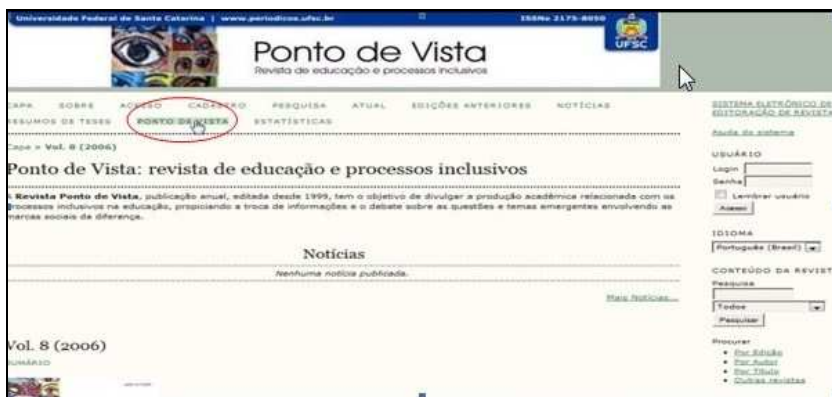 Universidade Federal de Santa Catarina | www.periodicos.ufsc.br ISSNe 2175-8050
Ponto de Vista
Revista de educação e processos inclusivos
UFSC
CAPA SOBRE ACESSO CADASTRO PESQUISA ATUAL EDIÇÕES ANTERIORES NOTÍCIAS
RESUMOS DE TESES PONTO DE VISTA ESTATÍSTICAS
Capa > Vol. 8 (2006)
Ponto de Vista: revista de educação e processos inclusivos
A Revista Ponto de Vista, publicação anual, editada desde 1999, tem o objetivo de divulgar a produção acadêmica relacionada com os
processos inclusivos na educação, propiciando a troca de informações e o debate sobre as questões e temas emergentes envolvendo as
marcas sociais da diferença.
Notícias
Nenhuma notícia publicada.
Mais Notícias...
Vol. 8 (2006)
SUMÁRIO
SISTEMA ELETRÔNICO DE
EDITORAÇÃO DE REVISTA
Ajuda do sistema
USUÁRIO
Login
Senha
Lembrar usuário
Acesso
IDIOMA
Português (Brasil)
CONTEÚDO DA REVIST
Pesquisa
Todos
Pesquisar
Procurar
Por Edição
Por Autor
Por Título
Outras revistas